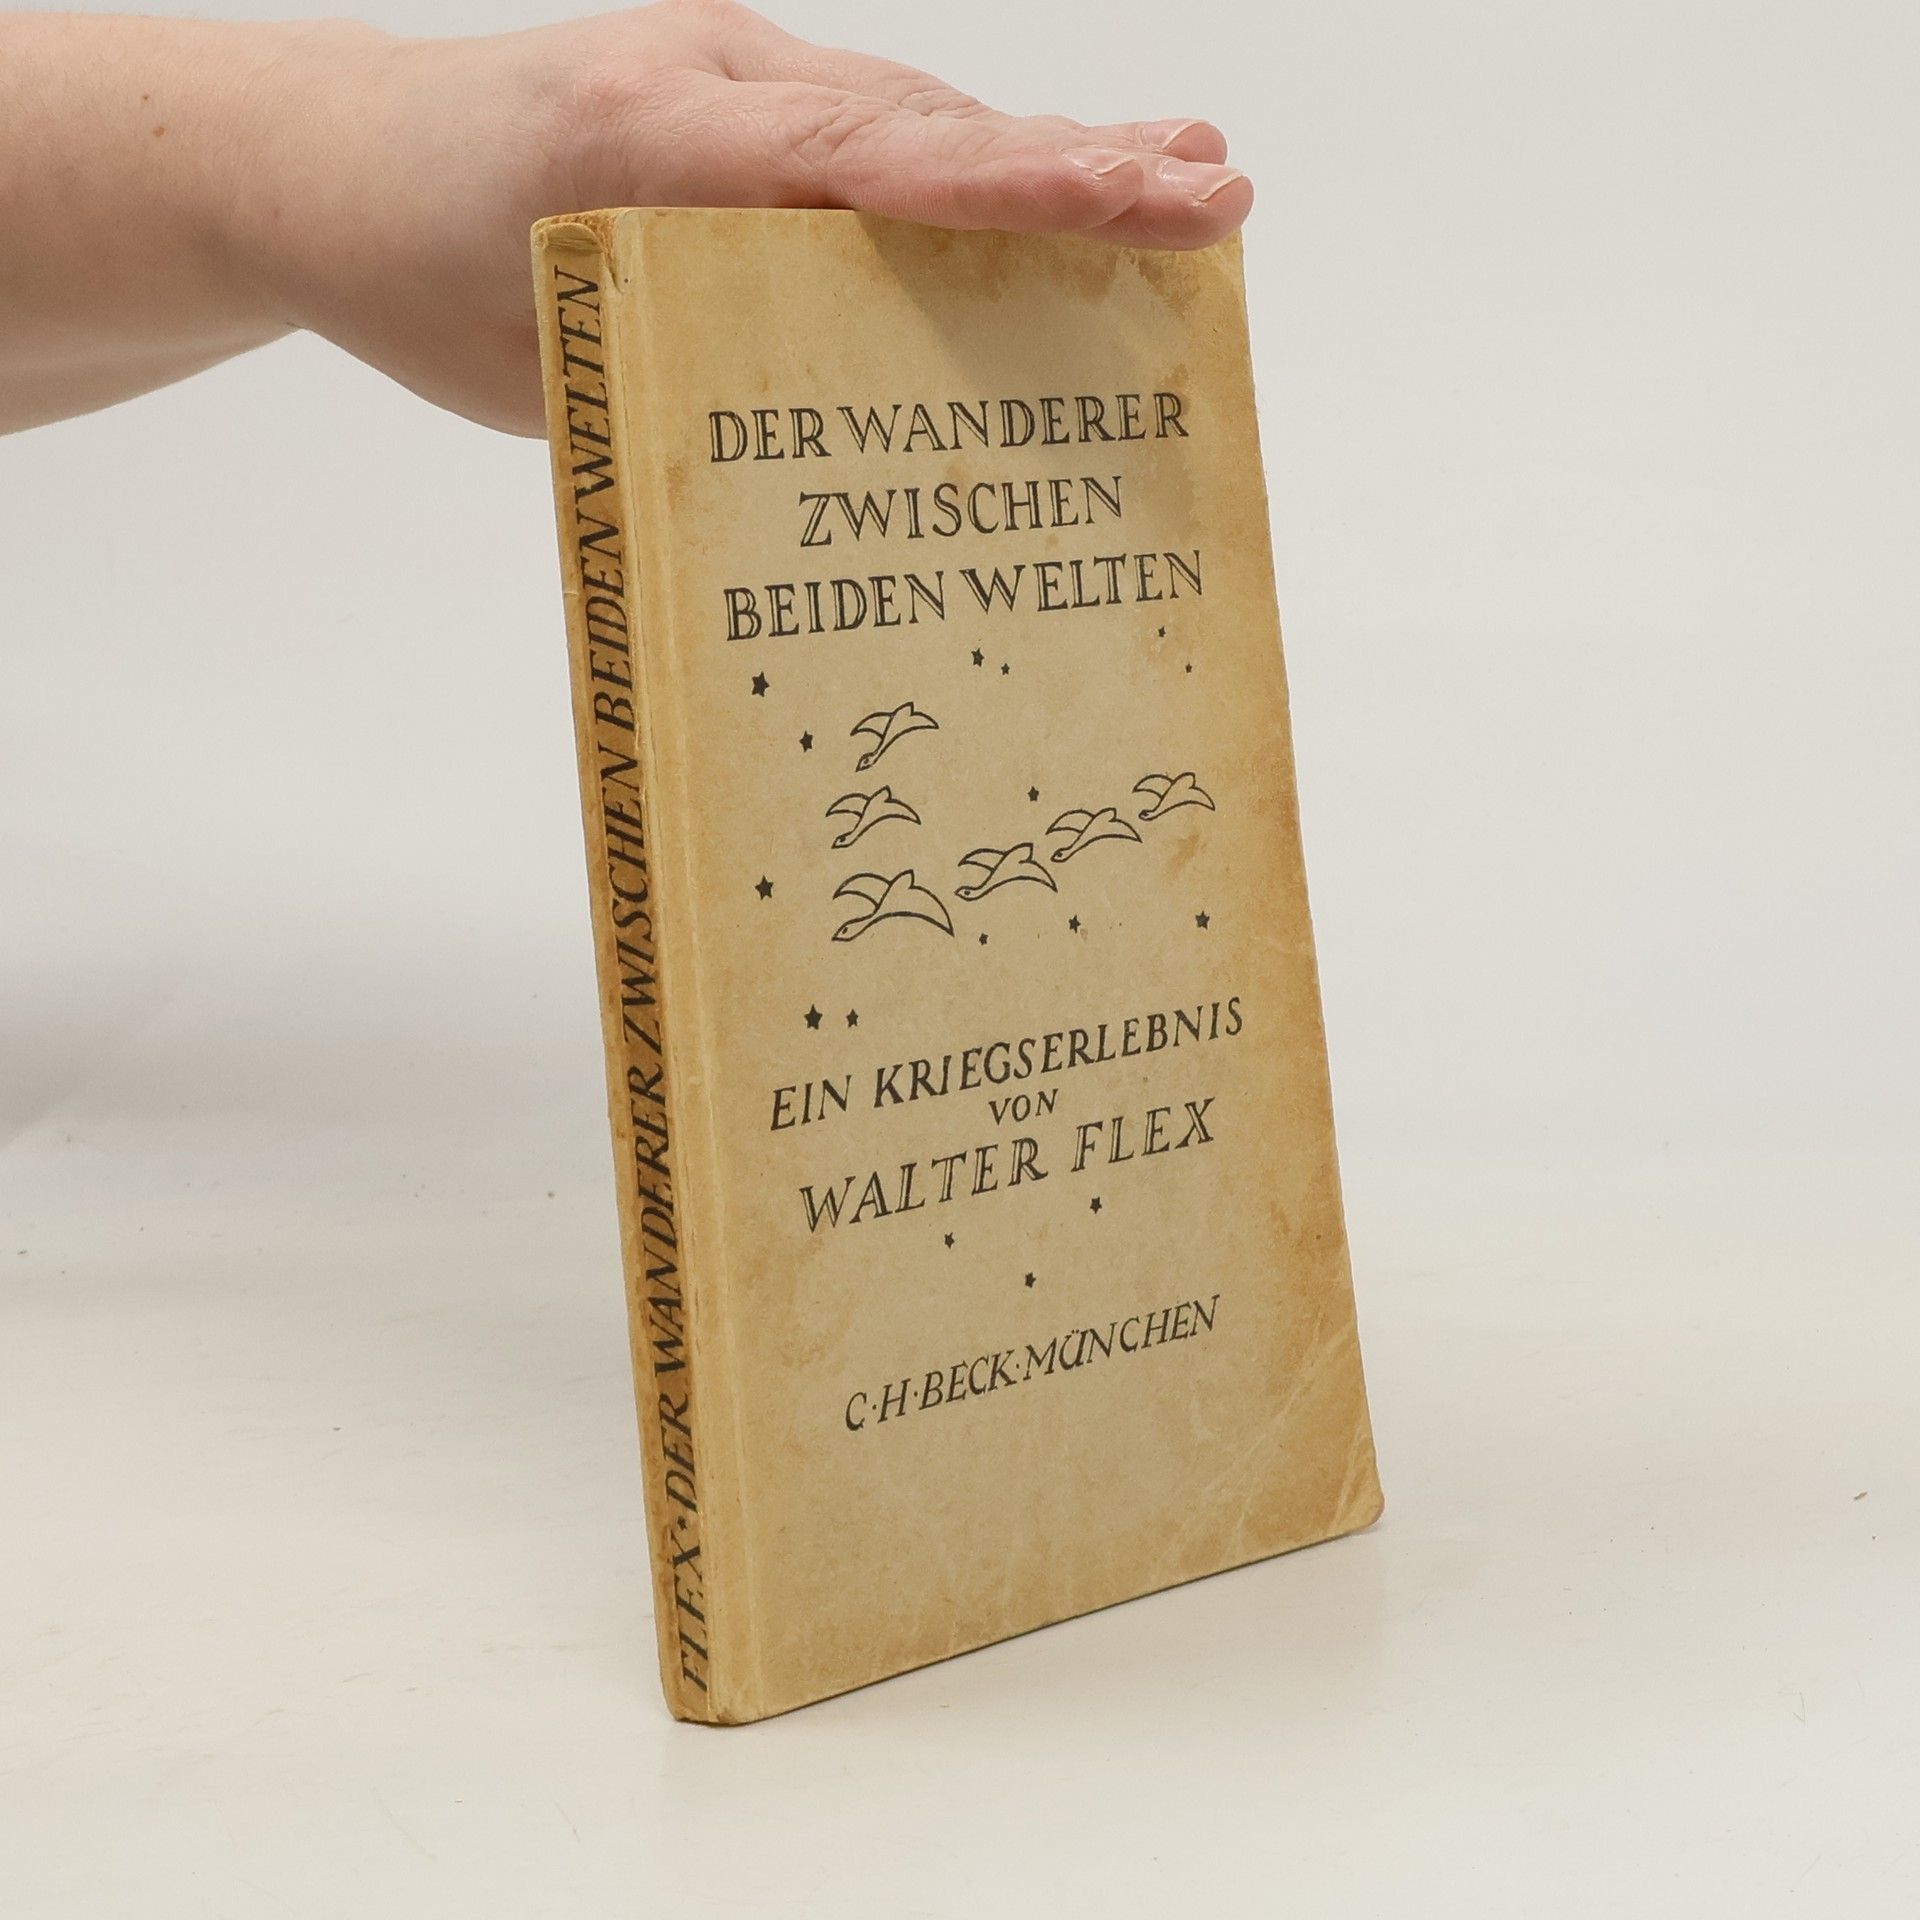 FLEX · DER WANDERER ZWISCHEN BEIDEN WELTEN
DER WANDERER
ZWISCHEN
BEIDEN WELTEN
EIN KRIEGSERLEBNIS
VON
WALTER FLEX
C·H·BECK·MÜNCHEN